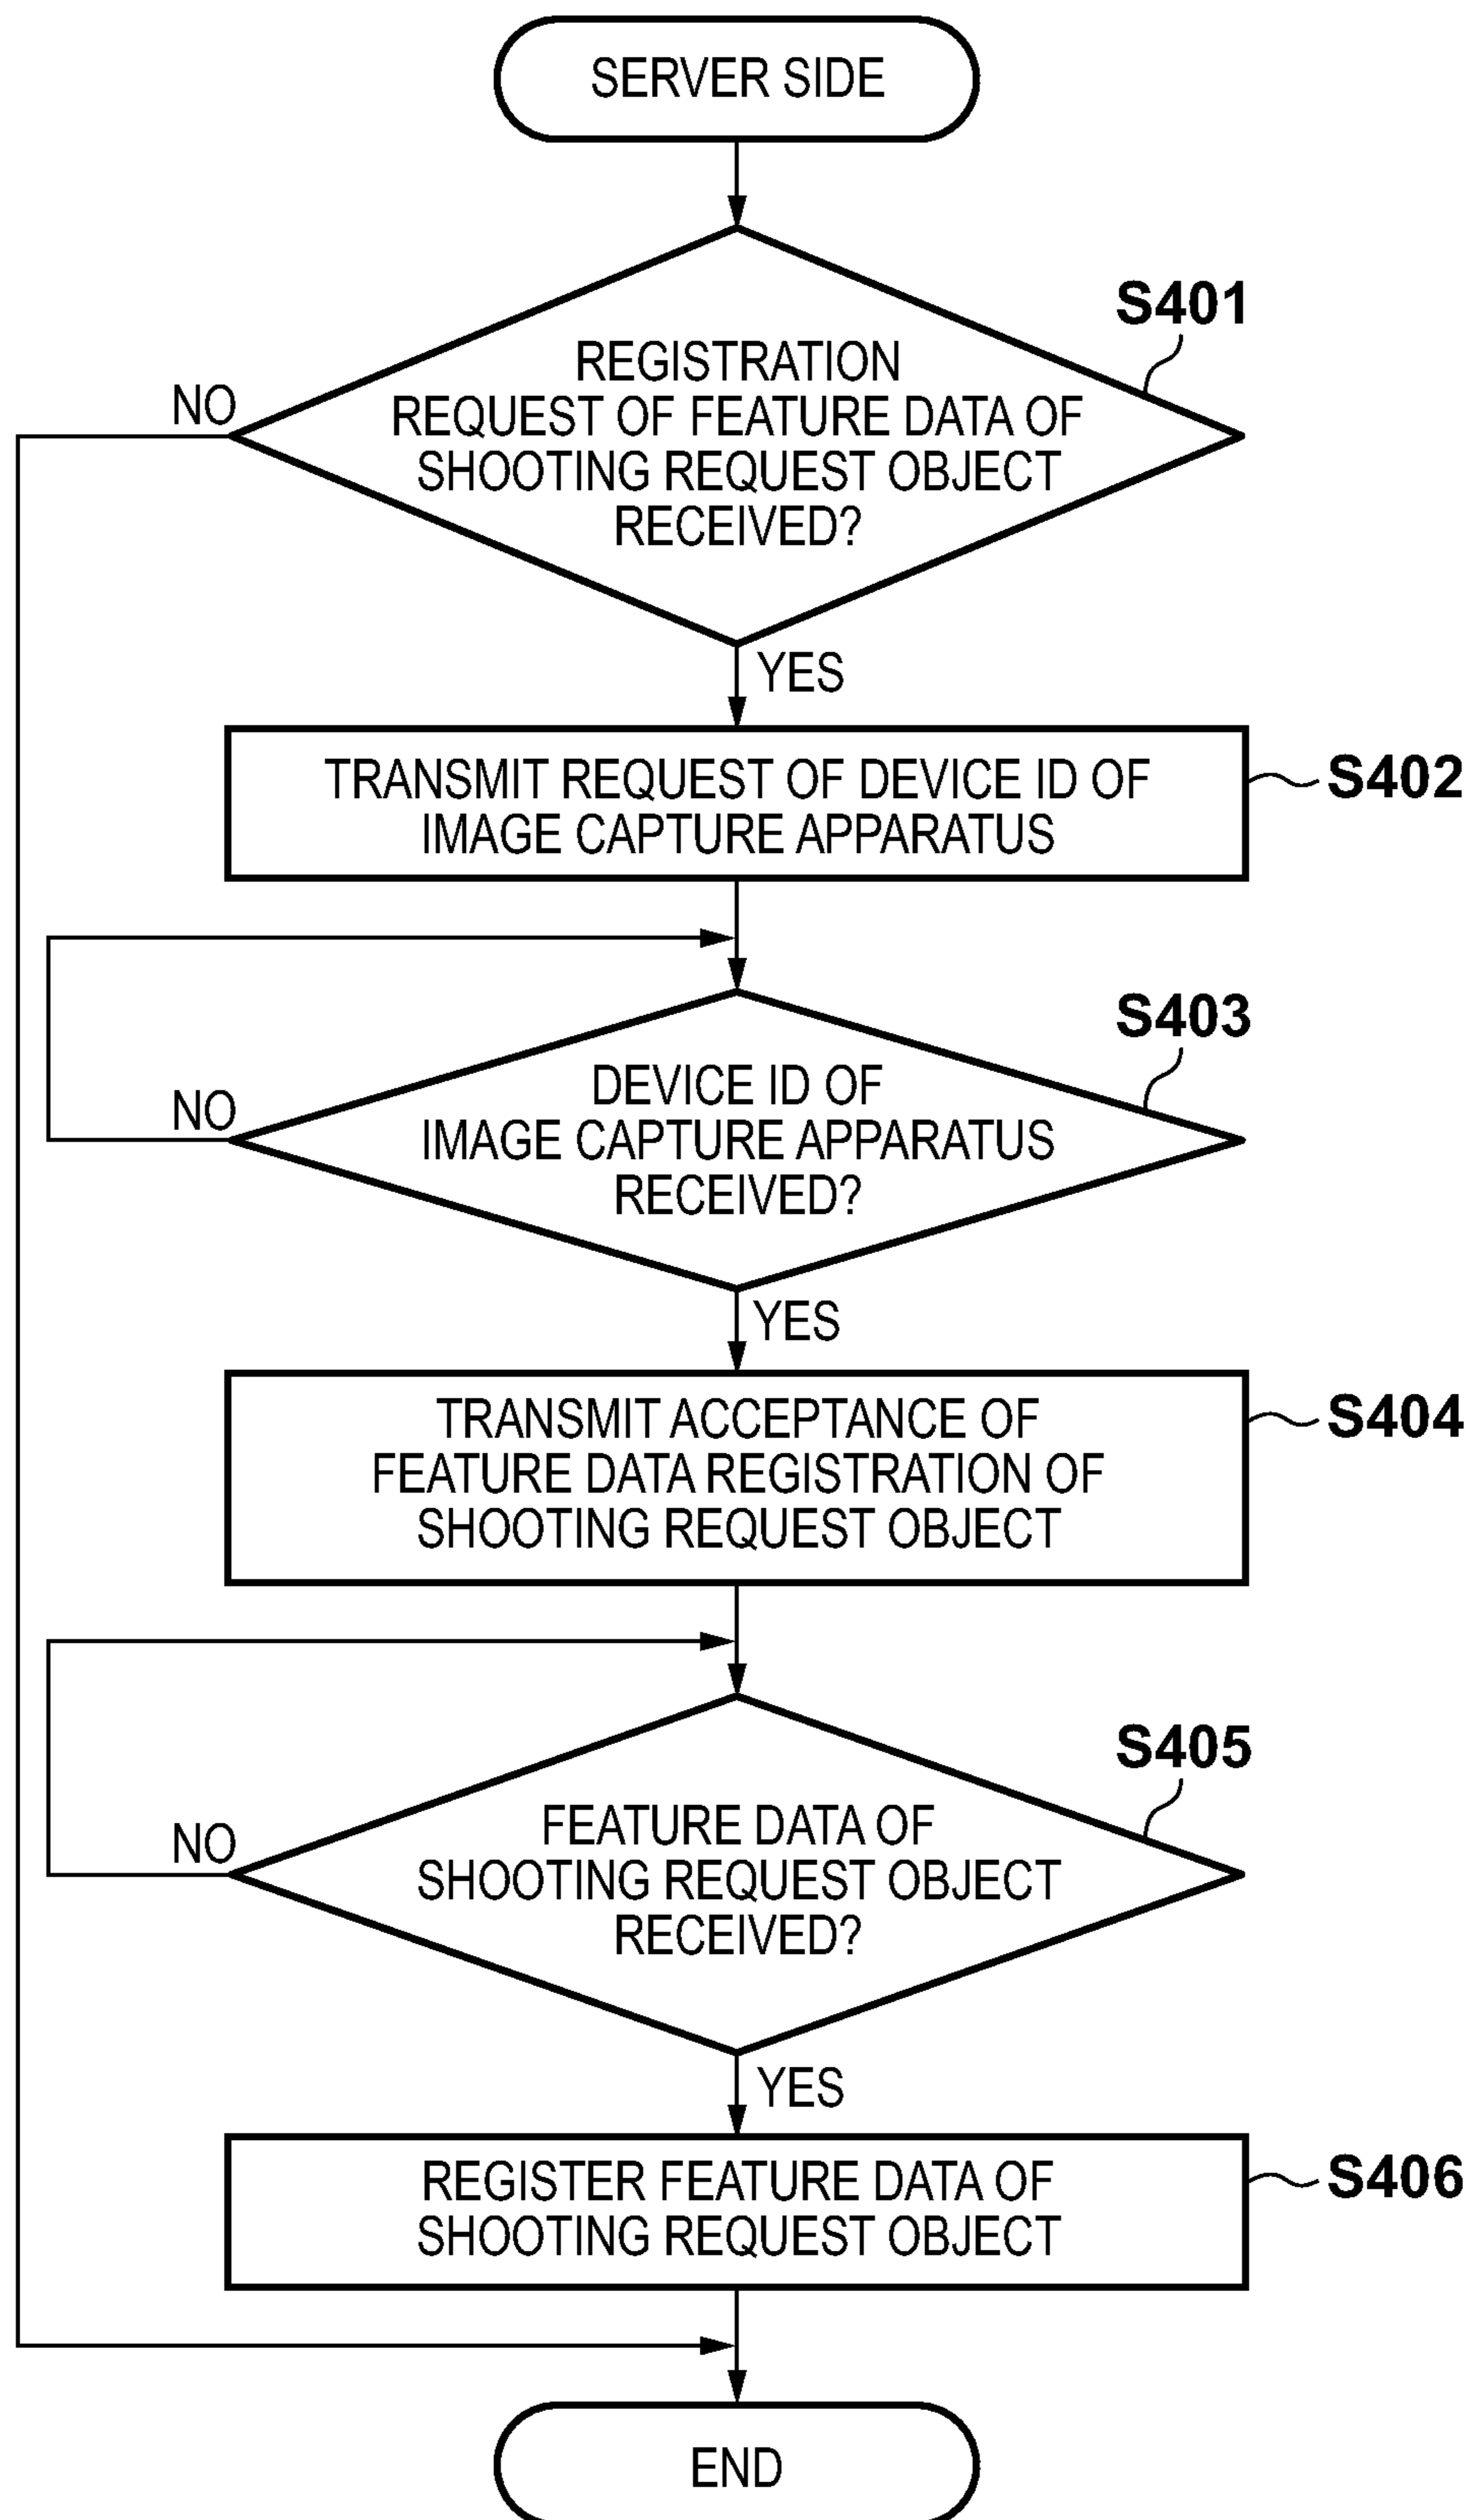 SERVER SIDE
S401
REGISTRATION
REQUEST OF FEATURE DATA OF
SHOOTING REQUEST OBJECT
RECEIVED?
NO
YES
TRANSMIT REQUEST OF DEVICE ID OF
IMAGE CAPTURE APPARATUS
S402
S403
DEVICE ID OF
IMAGE CAPTURE APPARATUS
RECEIVED?
NO
YES
TRANSMIT ACCEPTANCE OF
FEATURE DATA REGISTRATION OF
SHOOTING REQUEST OBJECT
S404
S405
FEATURE DATA OF
SHOOTING REQUEST OBJECT
RECEIVED?
NO
YES
REGISTER FEATURE DATA OF
SHOOTING REQUEST OBJECT
S406
END